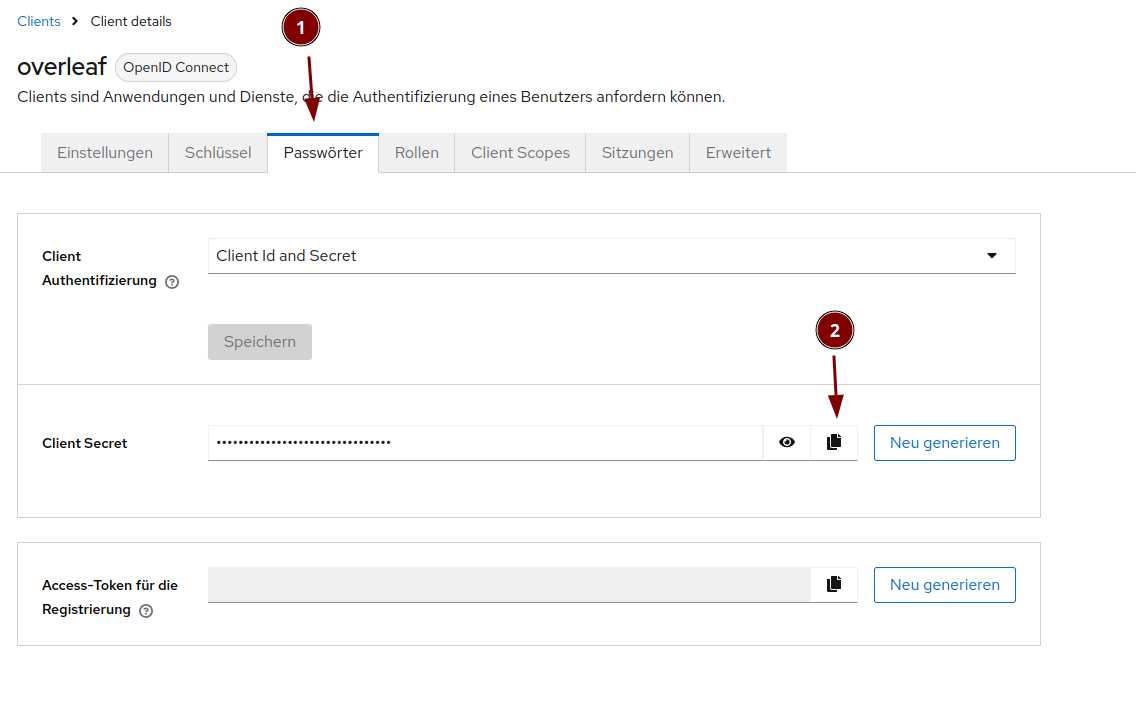 Clients > Client details
1
overleaf OpenID Connect
Clients sind Anwendungen und Dienste, die die Authentifizierung eines Benutzers anfordern können.
Einstellungen Schlüssel Passwörter Rollen Client Scopes Sitzungen Erweitert
Client Client Id and Secret
Authentifizierung ?
Speichern
2
Client Secret •••••••••••••••••••••••••••••••• Neu generieren
Access-Token für die Neu generieren
Registrierung ?